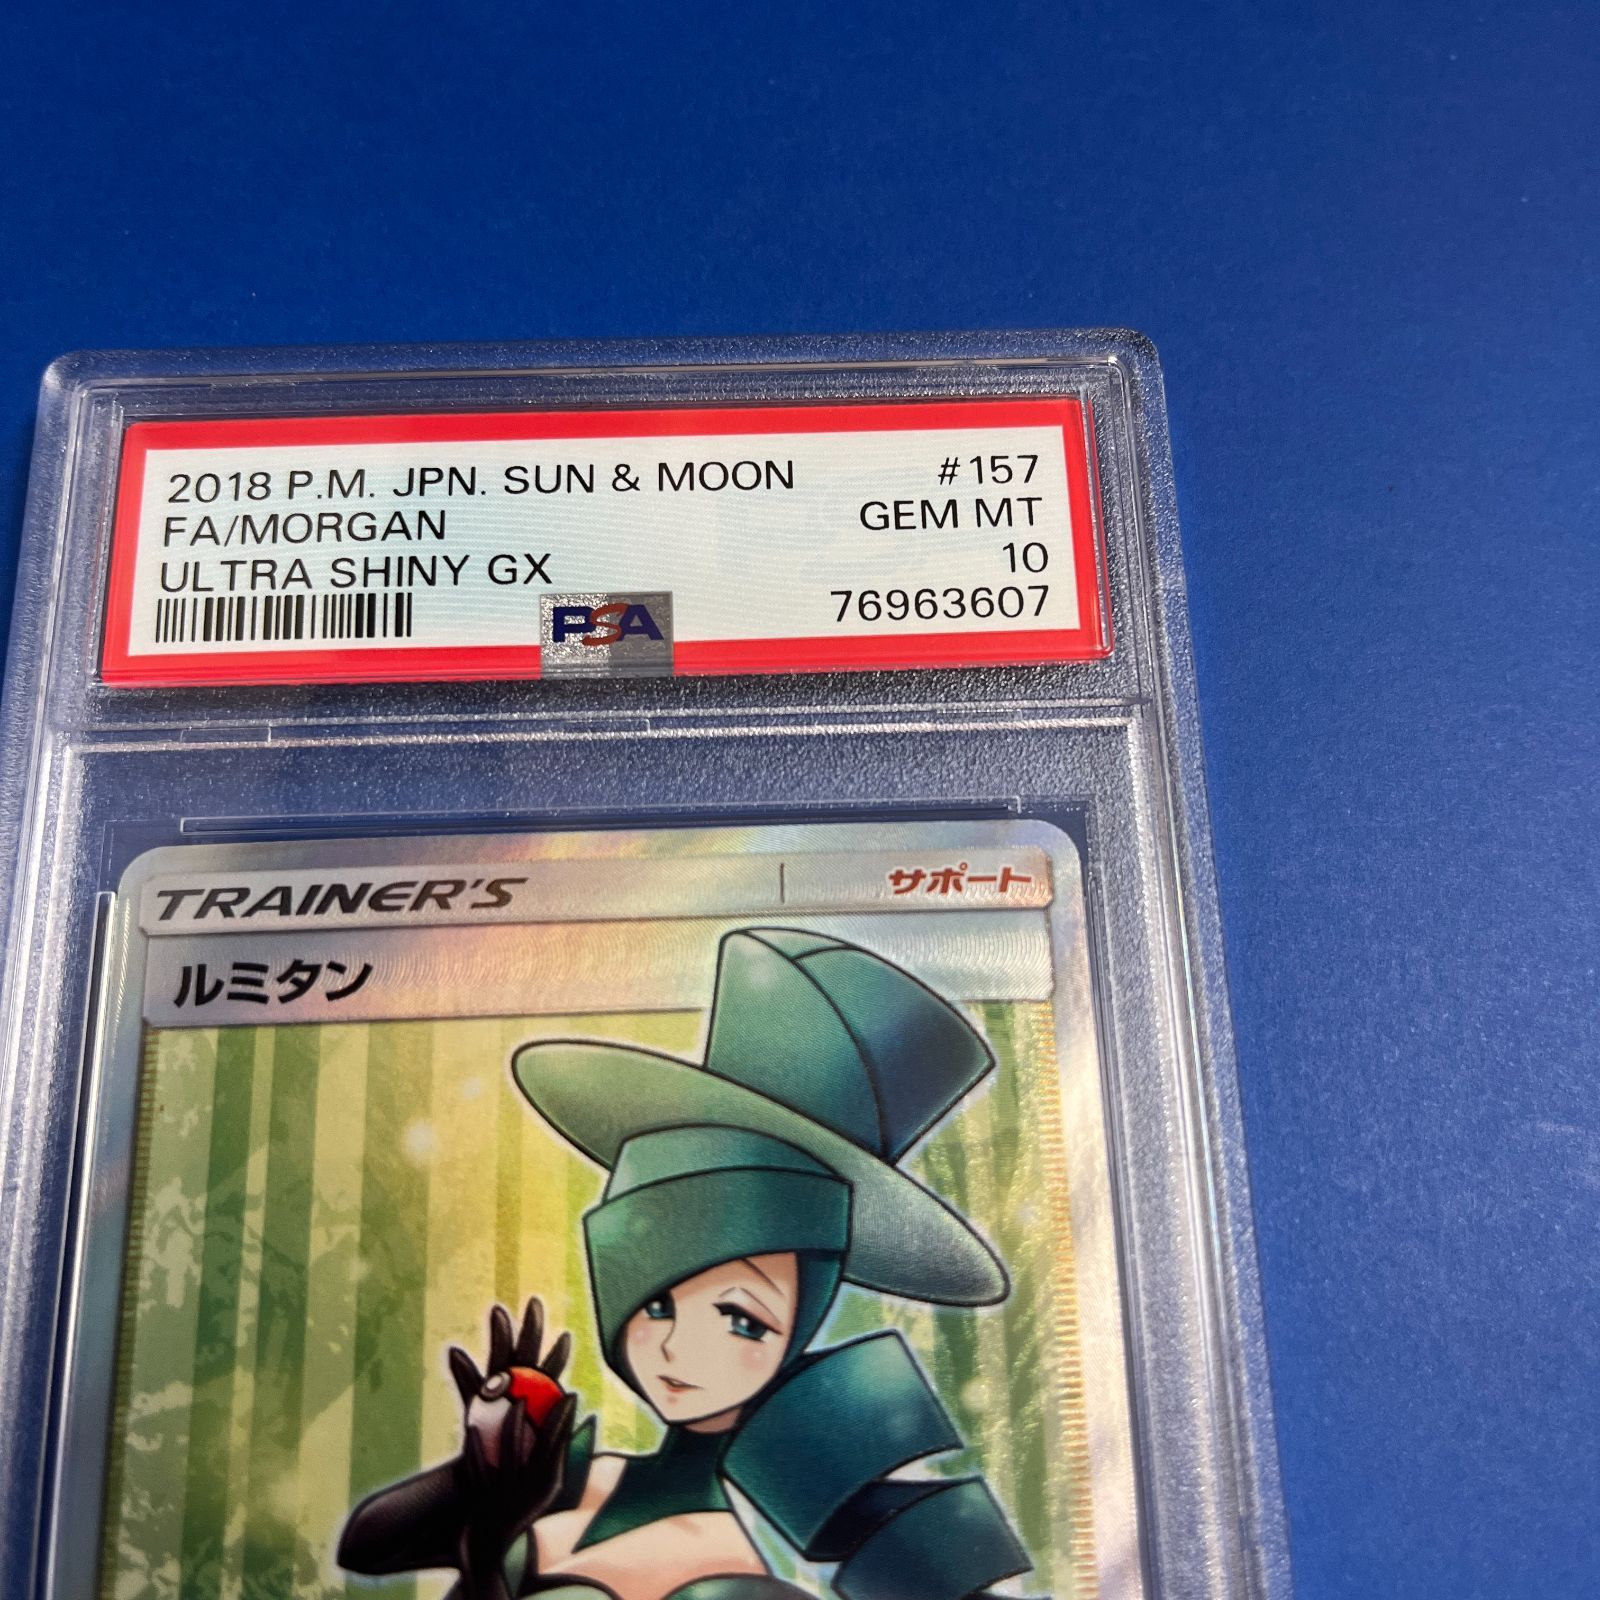 2018 P.M. JPN. SUN & MOON #157
FA/MORGAN GEM MT
ULTRA SHINY GX 10
76963607
PSA
TRAINER'S サポート
ルミタン